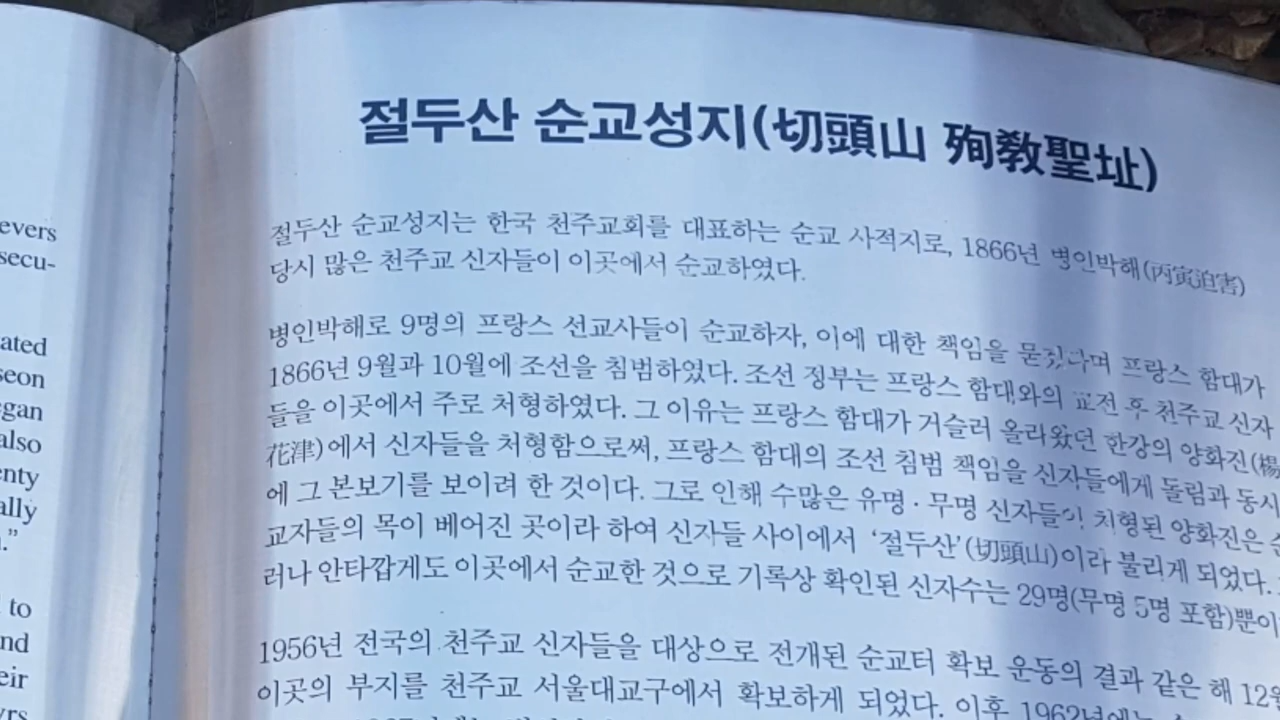 evers
secu-
ated
seon
egan
also
enty
ally
."
to
nd
eir
절두산 순교성지(切頭山 殉敎聖址)
절두산 순교성지는 한국 천주교회를 대표하는 순교 사적지로, 1866년 병인박해(丙寅迫害)
당시 많은 천주교 신자들이 이곳에서 순교하였다.
병인박해로 9명의 프랑스 선교사들이 순교하자, 이에 대한 책임을 묻겠다며 프랑스 함대가
1866년 9월과 10월에 조선을 침범하였다. 조선 정부는 프랑스 함대와의 교전 후 천주교 신자
들을 이곳에서 주로 처형하였다. 그 이유는 프랑스 함대가 거슬러 올라왔던 한강의 양화진(楊
花津)에서 신자들을 처형함으로써, 프랑스 함대의 조선 침범 책임을 신자들에게 돌림과 동시
에 그 본보기를 보이려 한 것이다. 그로 인해 수많은 유명·무명 신자들이 처형된 양화진은
교자들의 목이 베어진 곳이라 하여 신자들 사이에서 '절두산'(切頭山)이라 불리게 되었다.
러나 안타깝게도 이곳에서 순교한 것으로 기록상 확인된 신자수는 29명(무명 5명 포함)뿐이
1956년 전국의 천주교 신자들을 대상으로 전개된 순교터 확보 운동의 결과 같은 해 12월
이곳의 부지를 천주교 서울대교구에서 확보하게 되었다. 이후 1962년에는